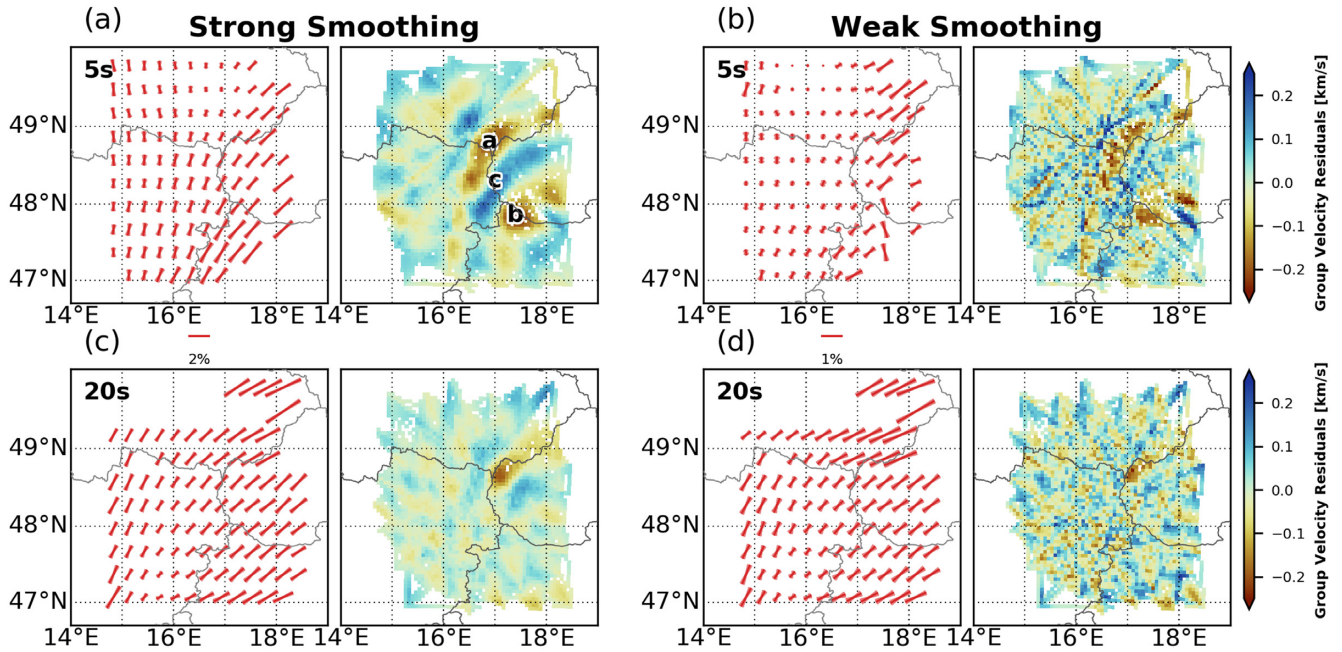 (a)
Strong Smoothing
(b)
Weak Smoothing
5s
a
c
b
5s
49°N
48°N
47°N
14°E
16°E
18°E
14°E
16°E
18°E
14°E
16°E
18°E
14°E
16°E
18°E
0.2
0.1
0.0
−0.1
−0.2
Group Velocity Residuals [km/s]
(c)
2%
(d)
1%
20s
20s
49°N
48°N
47°N
14°E
16°E
18°E
16°E
18°E
14°E
16°E
18°E
16°E
18°E
0.2
0.1
0.0
−0.1
−0.2
Group Velocity Residuals [km/s]